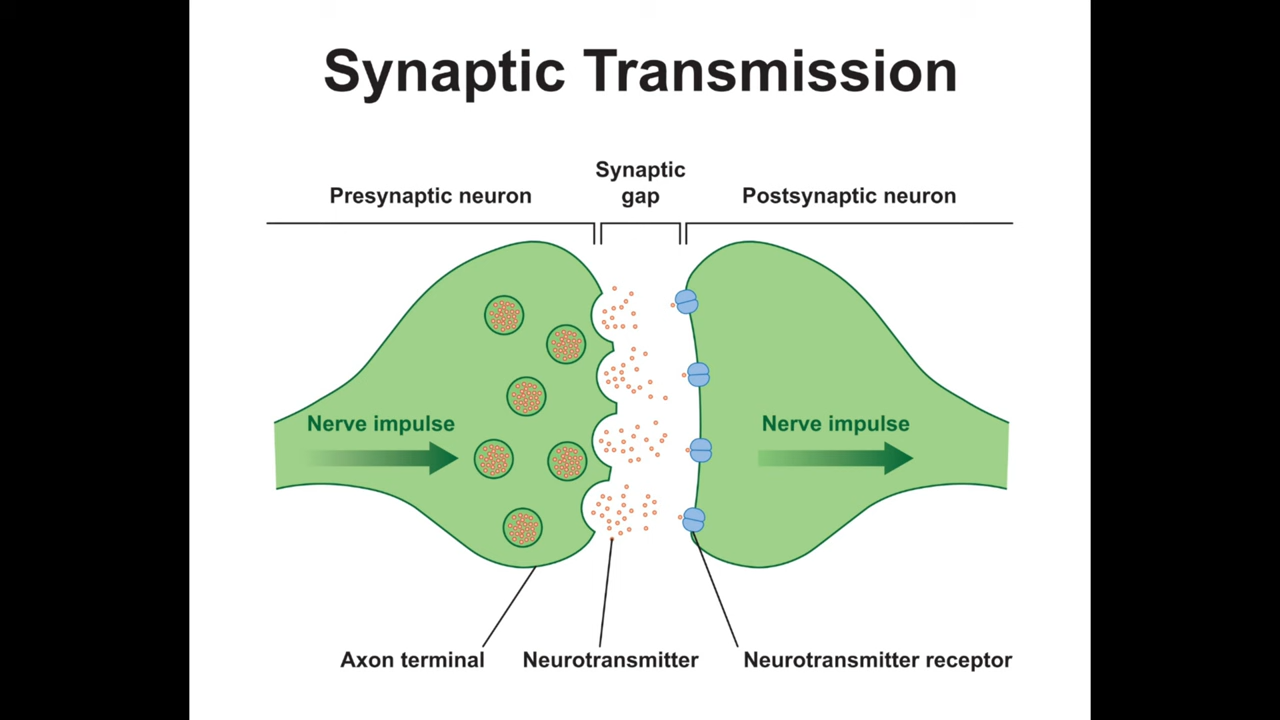 Synaptic Transmission
Presynaptic neuron
Synaptic
gap
Postsynaptic neuron
Nerve impulse
Nerve impulse
Axon terminal
Neurotransmitter
Neurotransmitter receptor